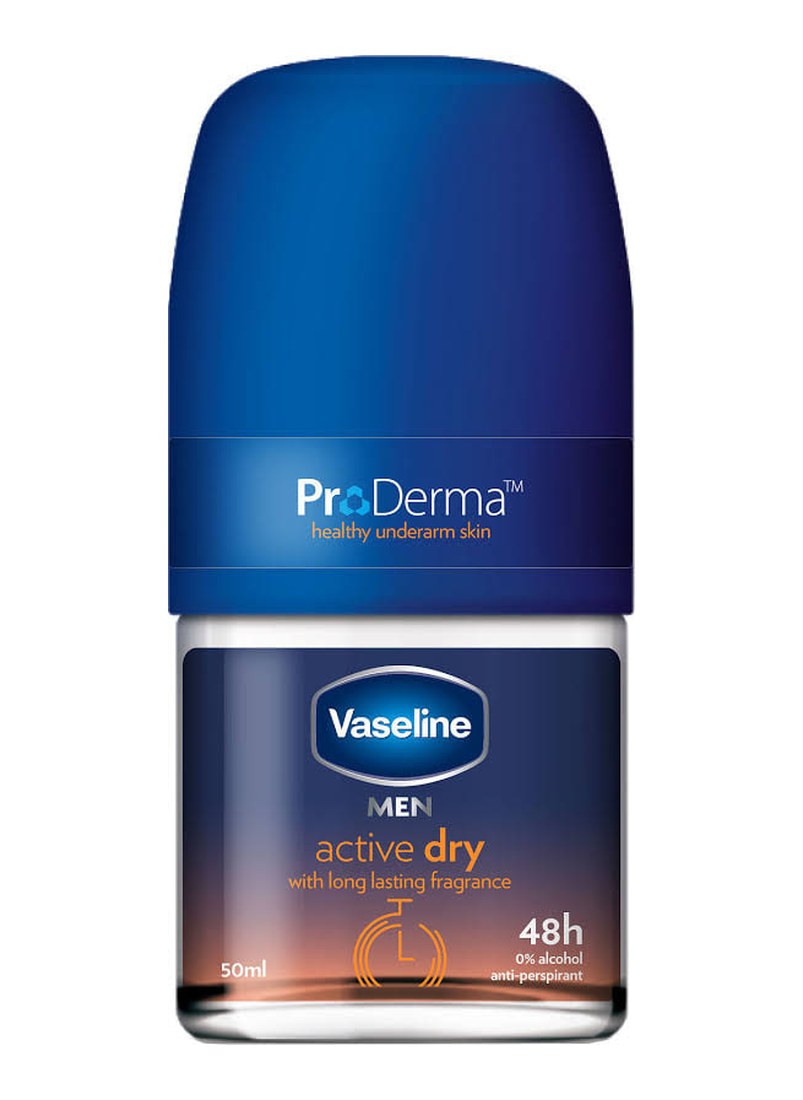 ProDerma™
healthy underarm skin
Vaseline
MEN
active dry
with long lasting fragrance
48h
0% alcohol
anti-perspirant
50ml